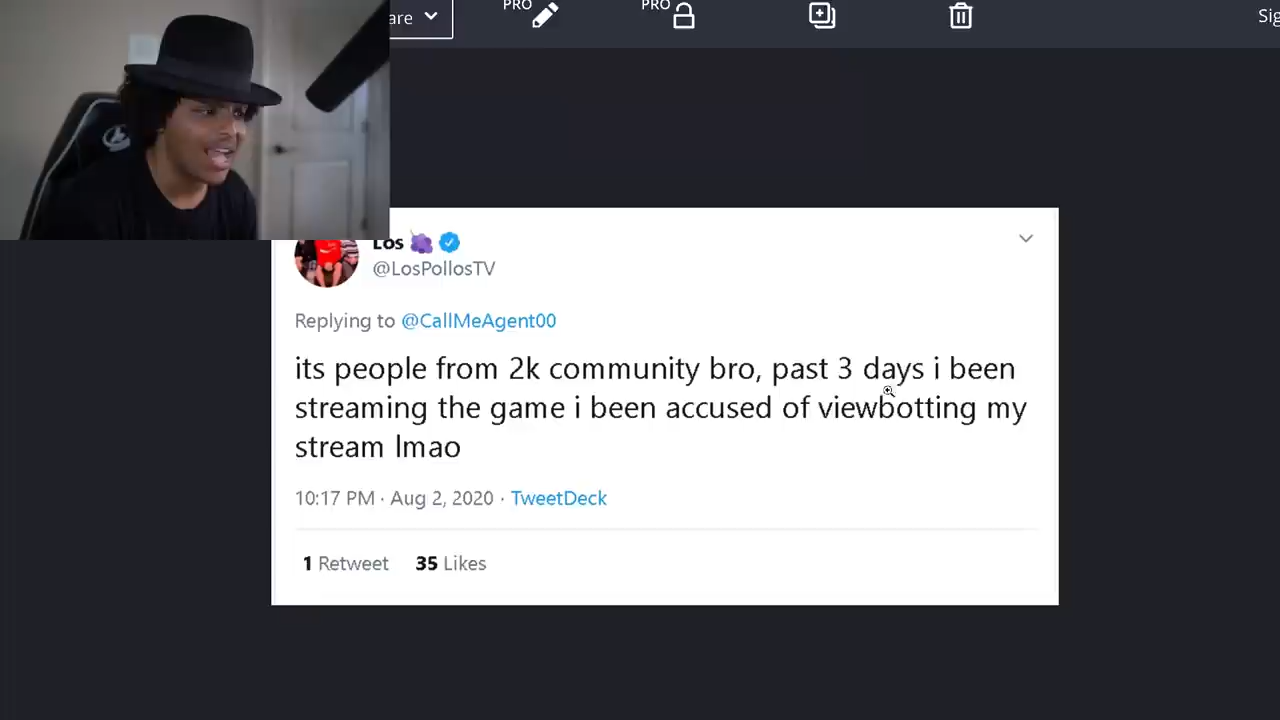 are
PRO
PRO
Sig
Los
@LosPollosTV
Replying to @CallMeAgent00
its people from 2k community bro, past 3 days i been
streaming the game i been accused of viewbotting my
stream lmao
10:17 PM · Aug 2, 2020 · TweetDeck
1 Retweet 35 Likes